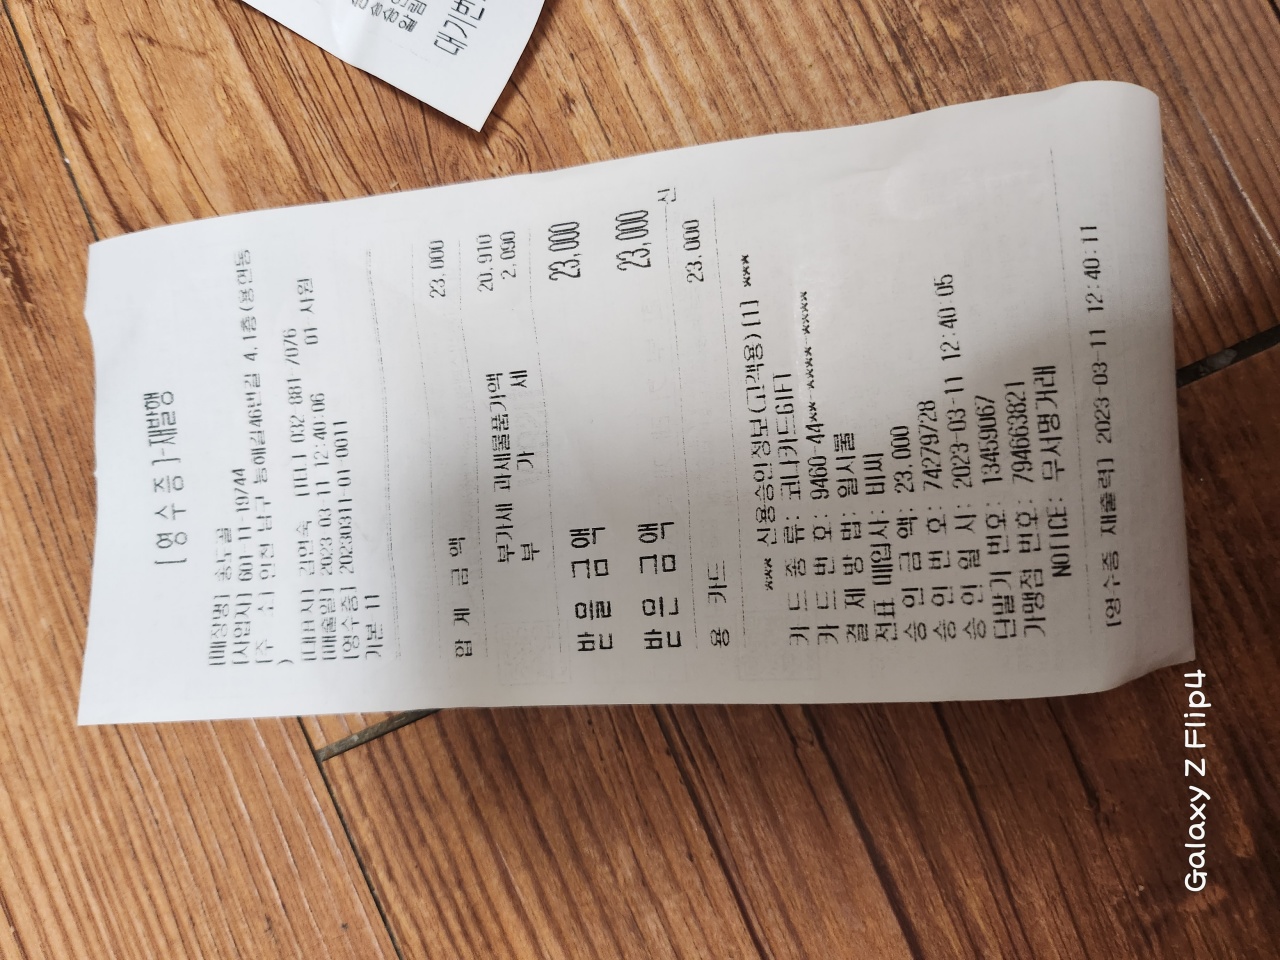 [ 영 수 증 ]-재발행
[매장명] 홍도골
[사업자] 601-11-19744
[주 소] 인천 남구 농해길46번길 4, 1층(용현동
)
[대표자] 김인숙 [TEL] 032-881-7076
[매출일] 2023-03-11 12:40:06
[영수증] 20230311-01-0011
기본 11
합 계 금 액 23,000
부가세 과세물품가액 20,910
부 가 세 2,090
받 을 금 액 23,000
받 은 금 액 23,000
신
용 카드 23,000
*** 신용승인정보(고객용) [1] ***
카 드 종 류: 코나카드GIFT
카 드 번 호: 9460-44**-****-****
결 제 방 법: 일시불
전표 매입사: 비씨
승 인 금 액: 23,000
승 인 번 호: 74279728
승 인 일 시: 2023-03-11 12:40:05
단말기 번호: 13459067
가맹점 번호: 794663821
NOTICE: 무서명거래
[영수증 재출력] 2023-03-11 12:40:11
Galaxy Z Flip4